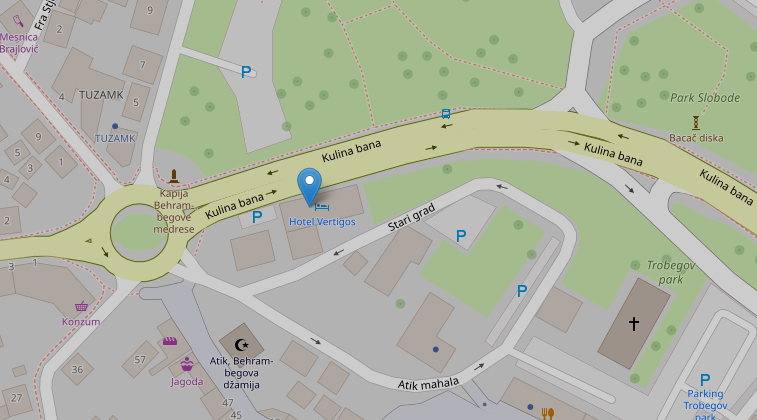 9
Fra Stj
Mesnica
Brajlović
2
P
7
TUZAMK
4
5
TUZAMK
Park Slobode
Bacač diska
5
9
3
1
4
3
2
Kulina bana
Kulina bana
Kulina bana
Kulina bana
Kapija
Behram-
begove
medrese
P
Hotel Vertigos
Stari grad
P
Trobegov
park
3
1
P
Konzum
Atik, Behram-
begova
džamija
57
36
Jagoda
Atik mahala
27
47
45
P
Parking
Trobegov
park